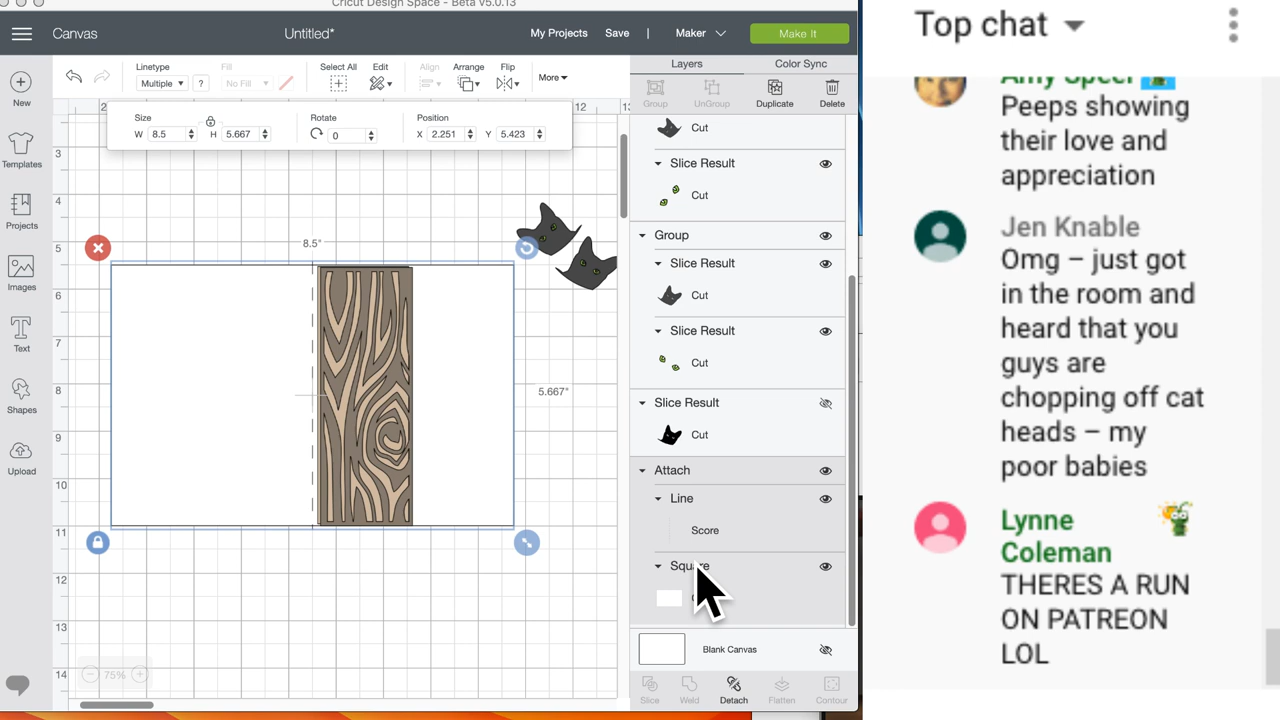 Cricut Design Space - Beta v5.0.13
Canvas
Untitled*
My Projects
Save
|
Maker
Make It
New
Templates
Projects
Images
Text
Shapes
Upload
Linetype
Multiple
?
Fill
No Fill
Select All
Edit
Align
Arrange
Flip
More
Size
W 8.5
H 5.667
Rotate
0
Position
X 2.251
Y 5.423
2
12
13
3
4
5
6
7
8
9
10
11
12
13
14
8.5"
5.667"
75%
Layers
Color Sync
Group
UnGroup
Duplicate
Delete
Cut
Slice Result
Cut
Group
Slice Result
Cut
Slice Result
Cut
Slice Result
Cut
Attach
Line
Score
Square
Blank Canvas
Slice
Weld
Detach
Flatten
Contour
Top chat
Amy Speer
Peeps showing
their love and
appreciation
Jen Knable
Omg – just got
in the room and
heard that you
guys are
chopping off cat
heads – my
poor babies
Lynne
Coleman
THERES A RUN
ON PATREON
LOL